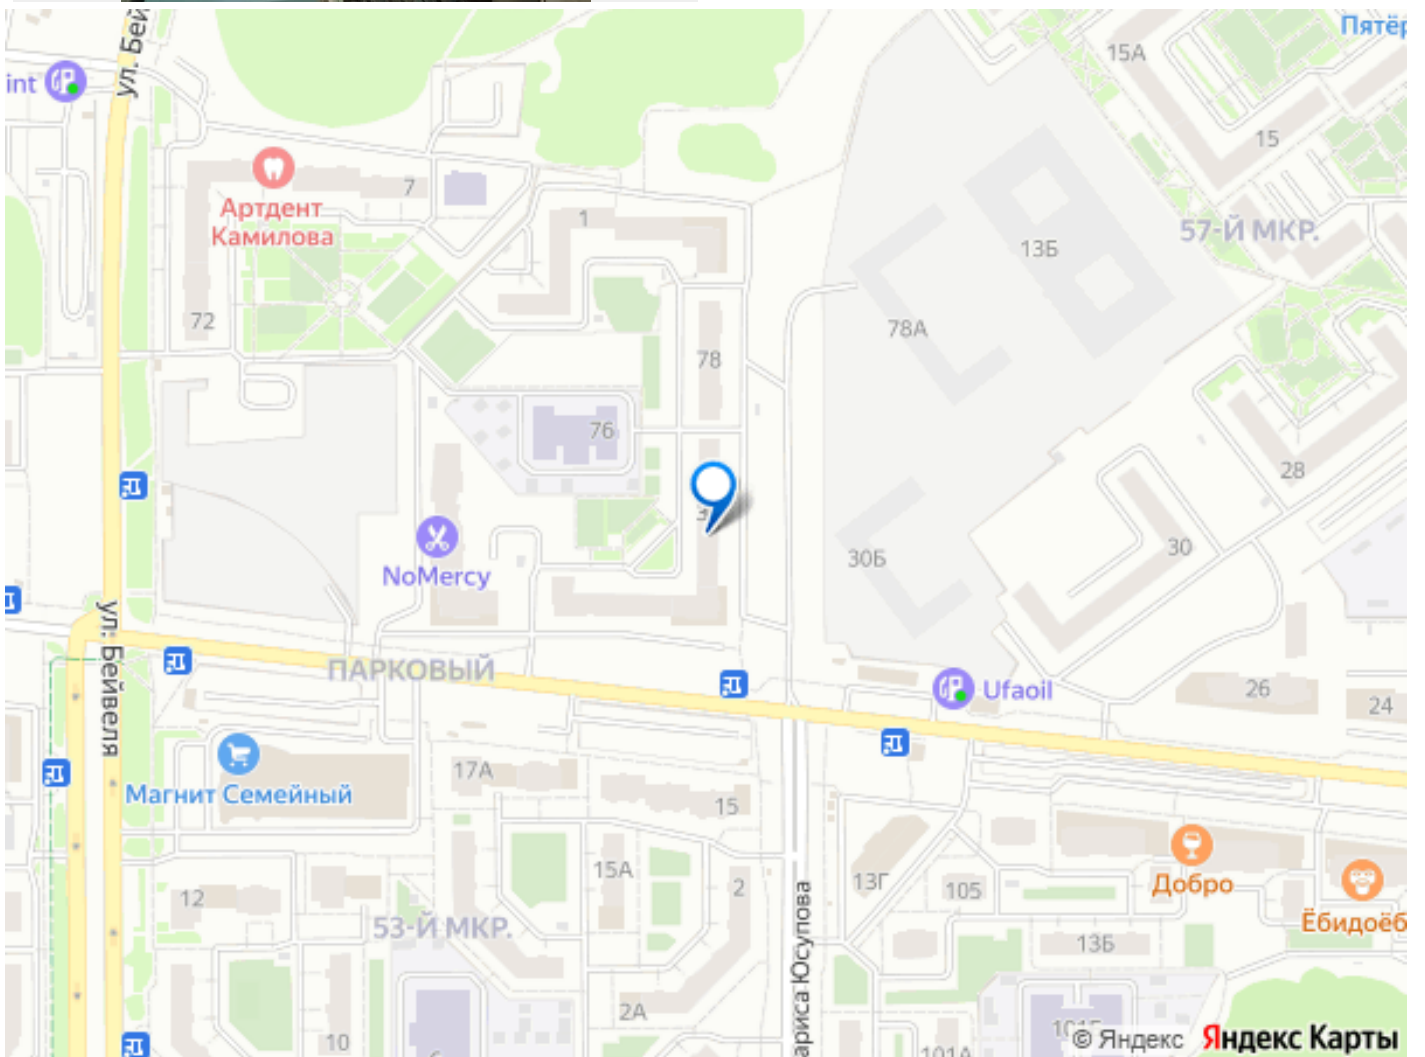 Пятёр
15А
int
ул. Бей
15
7
Артдент
Камилова
1
57-Й МКР.
13Б
72
78А
78
76
28
30
NoMercy
30Б
ул. Бейвеля
ПАРКОВЫЙ
Ufaoil
26
24
17А
Магнит Семейный
15
15А
2
13Г
105
Добро
12
Ёбидоёб
53-Й МКР.
13Б
ариса Юсупова
2А
10
101А
© Яндекс
Яндекс Карты